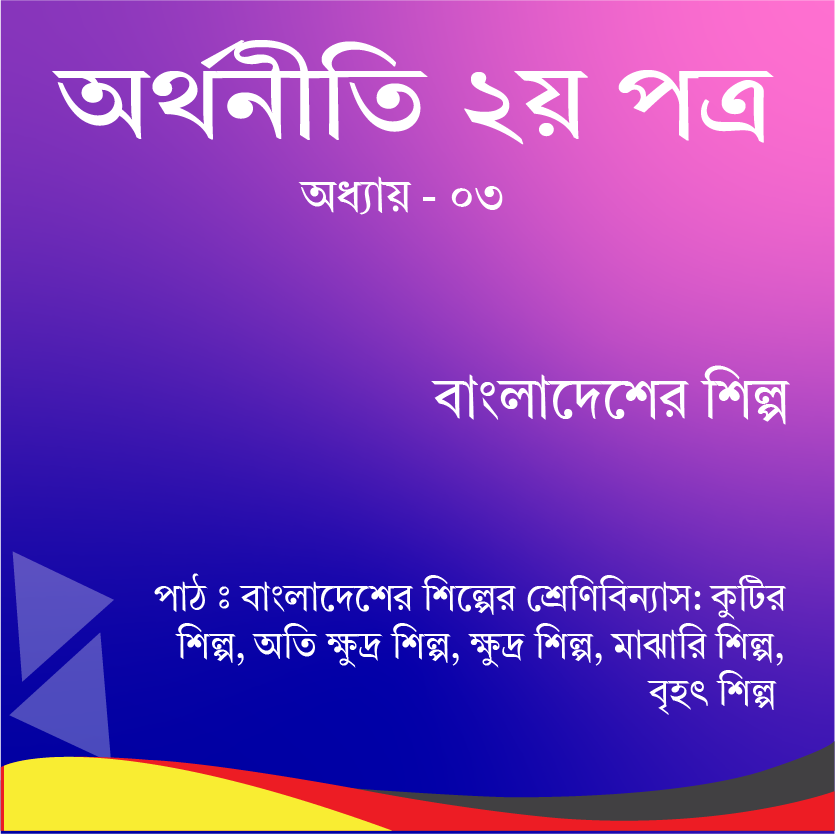 অর্থনীতি ২য় পত্র
অধ্যায় - ০৩
বাংলাদেশের শিল্প
পাঠ ঃ বাংলাদেশের শিল্পের শ্রেণিবিন্যাস: কুটির
শিল্প, অতি ক্ষুদ্র শিল্প, ক্ষুদ্র শিল্প, মাঝারি শিল্প,
বৃহৎ শিল্প